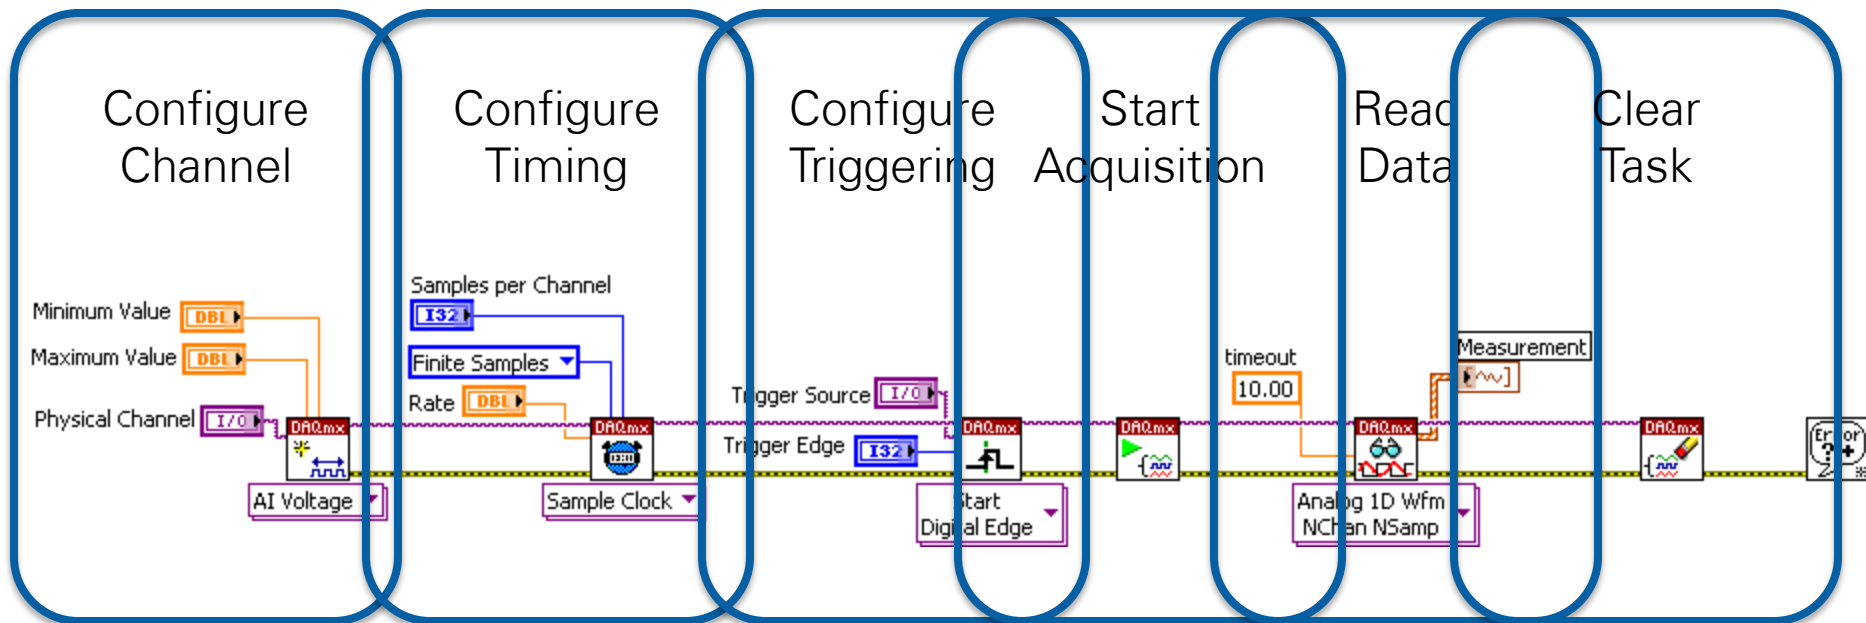 Configure
Channel
Configure
Timing
Configure
Triggering
Start
Acquisition
Read
Data
Clear
Task
Minimum Value
DBL
Maximum Value
DBL
Physical Channel
I/O
DAQmx
AI Voltage
Samples per Channel
I32
Finite Samples
Rate
DBL
DAQmx
Sample Clock
Trigger Source
I/O
Trigger Edge
I32
DAQmx
Start
Digital Edge
DAQmx
timeout
10.00
DAQmx
Analog 1D Wfm
NChan NSamp
Measurement
DAQmx
Error
?+